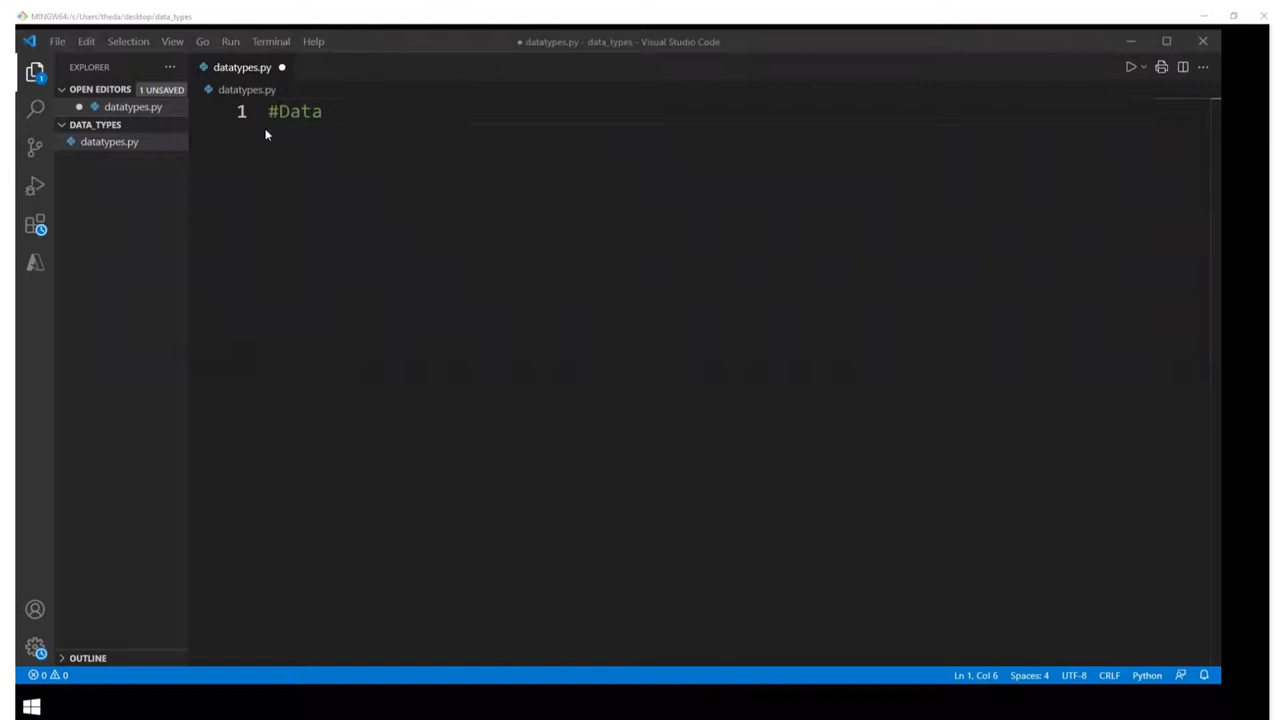 MINGW64:/c/Users/theda/desktop/data_types
File Edit Selection View Go Run Terminal Help
● datatypes.py - data_types - Visual Studio Code
EXPLORER
datatypes.py
OPEN EDITORS 1 UNSAVED
datatypes.py
datatypes.py
DATA_TYPES
datatypes.py
1 #Data
1
OUTLINE
0 0
Ln 1, Col 6 Spaces: 4 UTF-8 CRLF Python